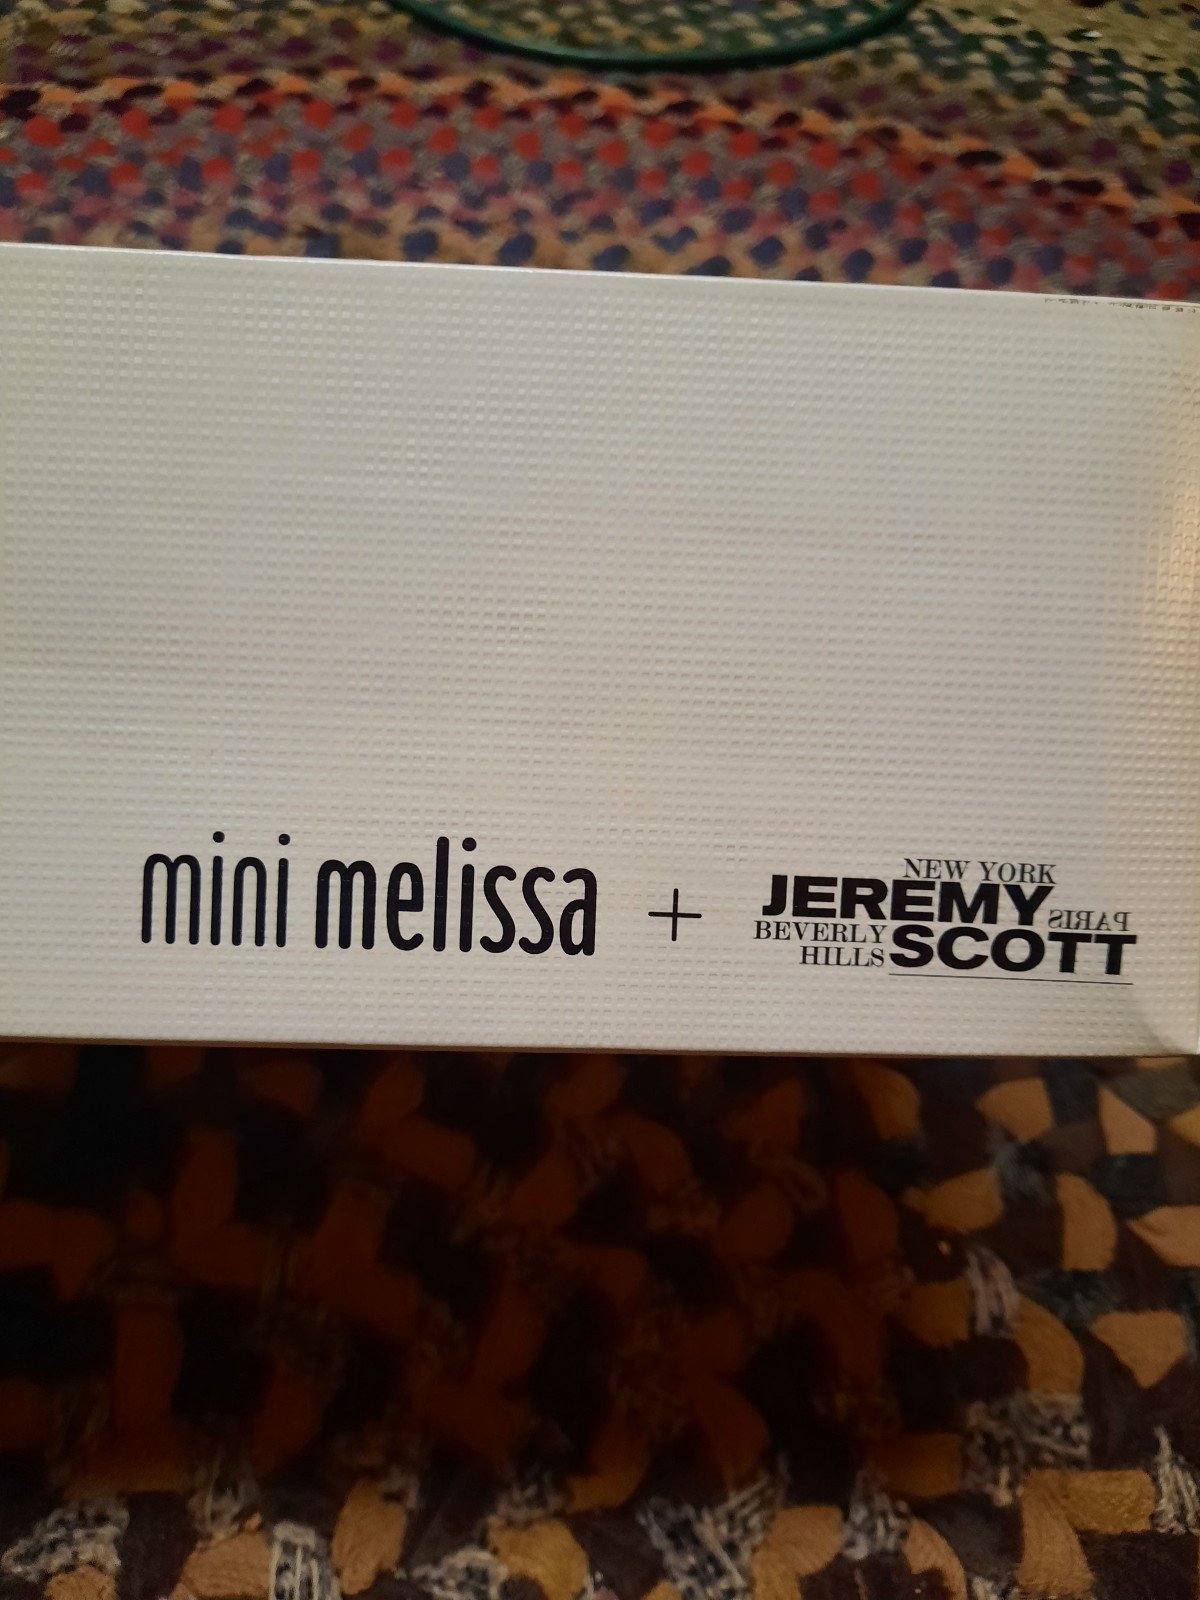 mini melissa + 
NEW YORK
JEREMY PARIS
BEVERLY HILLS SCOTT